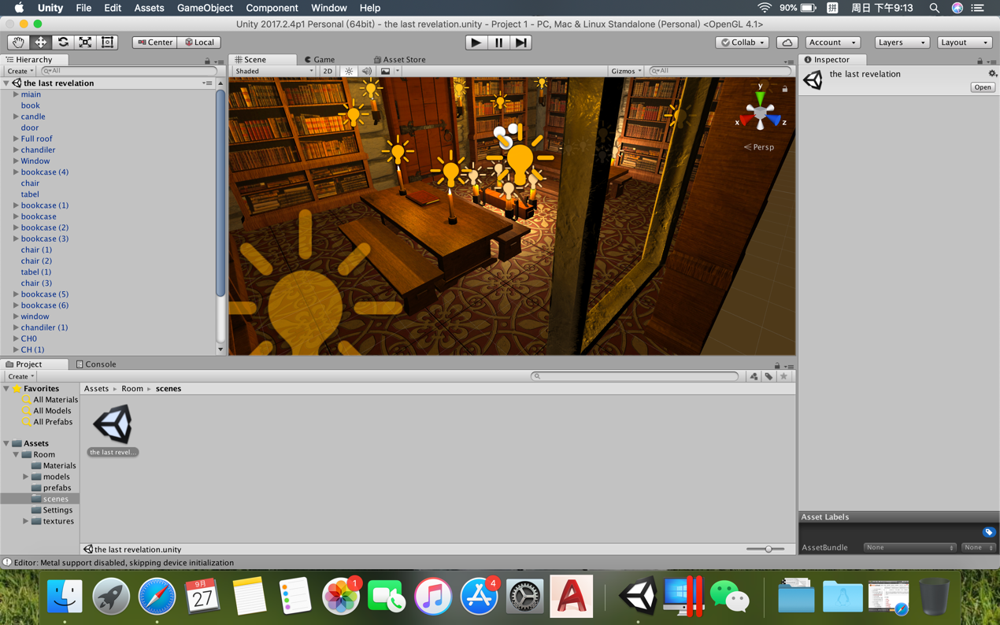 Unity File Edit Assets GameObject Component Window Help 90% 拼 周日 下午9:13
Unity 2017.2.4p1 Personal (64bit) - the last revelation.unity - Project 1 - PC, Mac & Linux Standalone (Personal) <OpenGL 4.1>
Center Local Collab Account Layers Layout
Hierarchy
Create All
the last revelation
miain
book
candle
door
Full roof
chandiler
Window
bookcase (4)
chair
tabel
bookcase (1)
bookcase
bookcase (2)
bookcase (3)
chair (1)
chair (2)
tabel (1)
chair (3)
bookcase (5)
bookcase (6)
window
chandiler (1)
CH0
CH (1)
Scene Game Asset Store
Shaded 2D Gizmos All
y
x z
Persp
Inspector
the last revelation
Open
Project Console
Create
Favorites
All Materials
All Models
All Prefabs
Assets
Room
Materials
models
prefabs
scenes
Settings
textures
Assets Room scenes
the last revel...
the last revelation.unity
Asset Labels
AssetBundle None None
Editor: Metal support disabled, skipping device initialization
9月
27
1
4